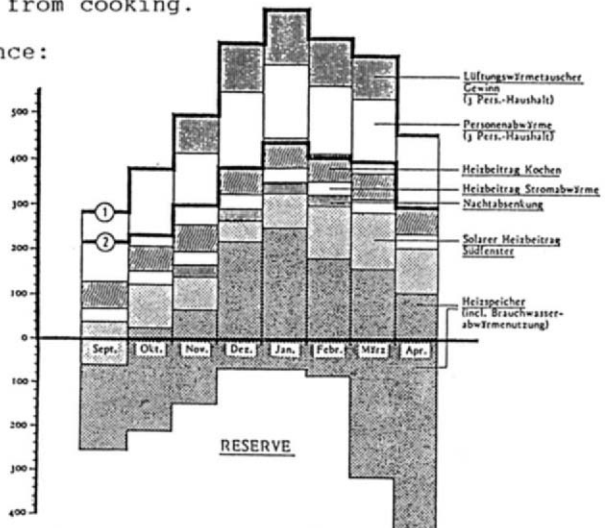 from cooking.
nce:
500
400
300
200
100
0
100
200
300
400
1
2
Lüftungswärmetauscher
Gewinn
(3 Pers.-Haushalt)
Personenabwärme
(3 Pers.-Haushalt)
Heizbeitrag Kochen
Heizbeitrag Stromabwärme
Nachtabsenkung
Solarer Heizbeitrag
Südfenster
Heizspeicher
(incl. Brauchwasser-
abwärmenutzung)
Sept. Okt. Nov. Dez. Jan. Febr. März Apr.
RESERVE